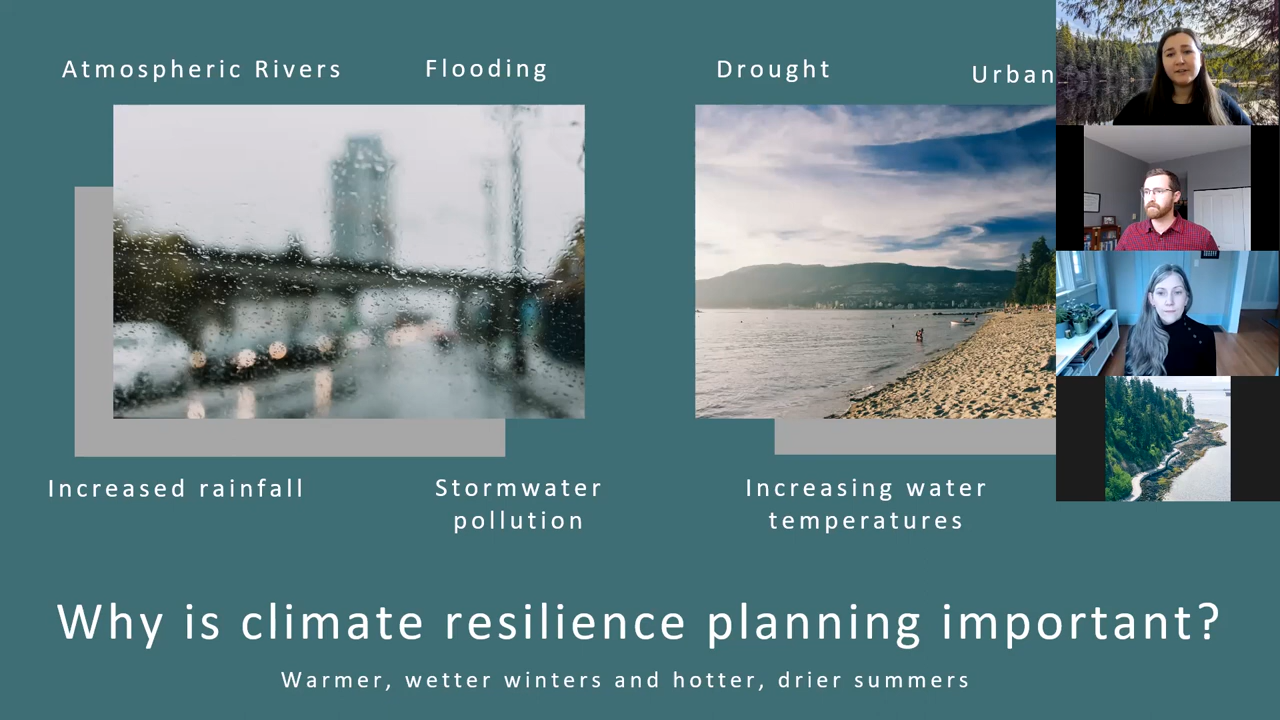 Atmospheric Rivers
Flooding
Drought
Urban
Increased rainfall
Stormwater
pollution
Increasing water
temperatures
Why is climate resilience planning important?
Warmer, wetter winters and hotter, drier summers